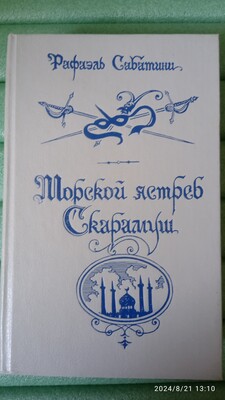 Рафаэль Сабатини
Морской ястреб
Скарамуш
2024/8/21 13:10